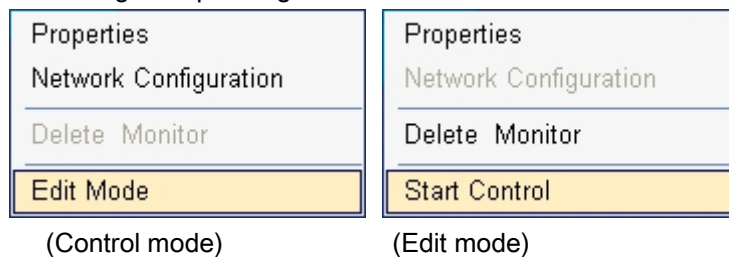 Properties
Network Configuration
Delete Monitor
Edit Mode
(Control mode)
Properties
Network Configuration
Delete Monitor
Start Control
(Edit mode)